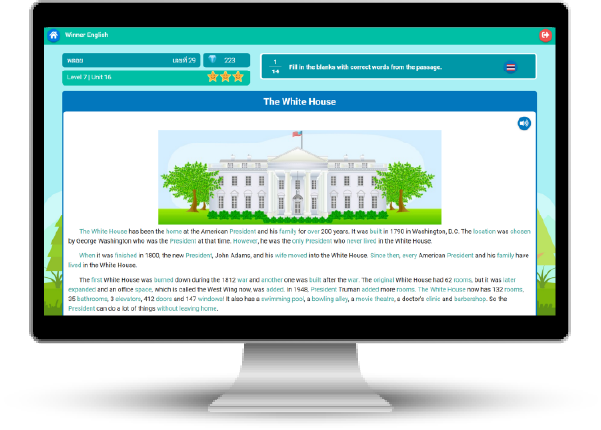 Winner English
พลอย เลขที่ 29 223
Level 7 | Unit 16
1
Fill in the blanks with correct words from the passage.
The White House
The White House has been the home at the American President and his family for over 200 years. It was built in 1790 in Washington, D.C. The location was chosen
by George Washington who was the President at that time. However, he was the only President who never lived in the White House.
When it was finished in 1800, the new President, John Adams, and his wife moved into the White House. Since then, every American President and his family have
lived in the White House.
The first White House was burned down during the 1812 war and another one was built after the war. The original White House had 62 rooms, but it was later
expanded and an office space, which is called the West Wing now, was added. In 1948, President Truman added more rooms. The White House now has 132 rooms,
35 bathrooms, 3 elevators, 412 doors and 147 windows! It also has a swimming pool, a bowling alley, a movie theatre, a doctor's clinic and barbershop. So the
President can do a lot of things without leaving home.